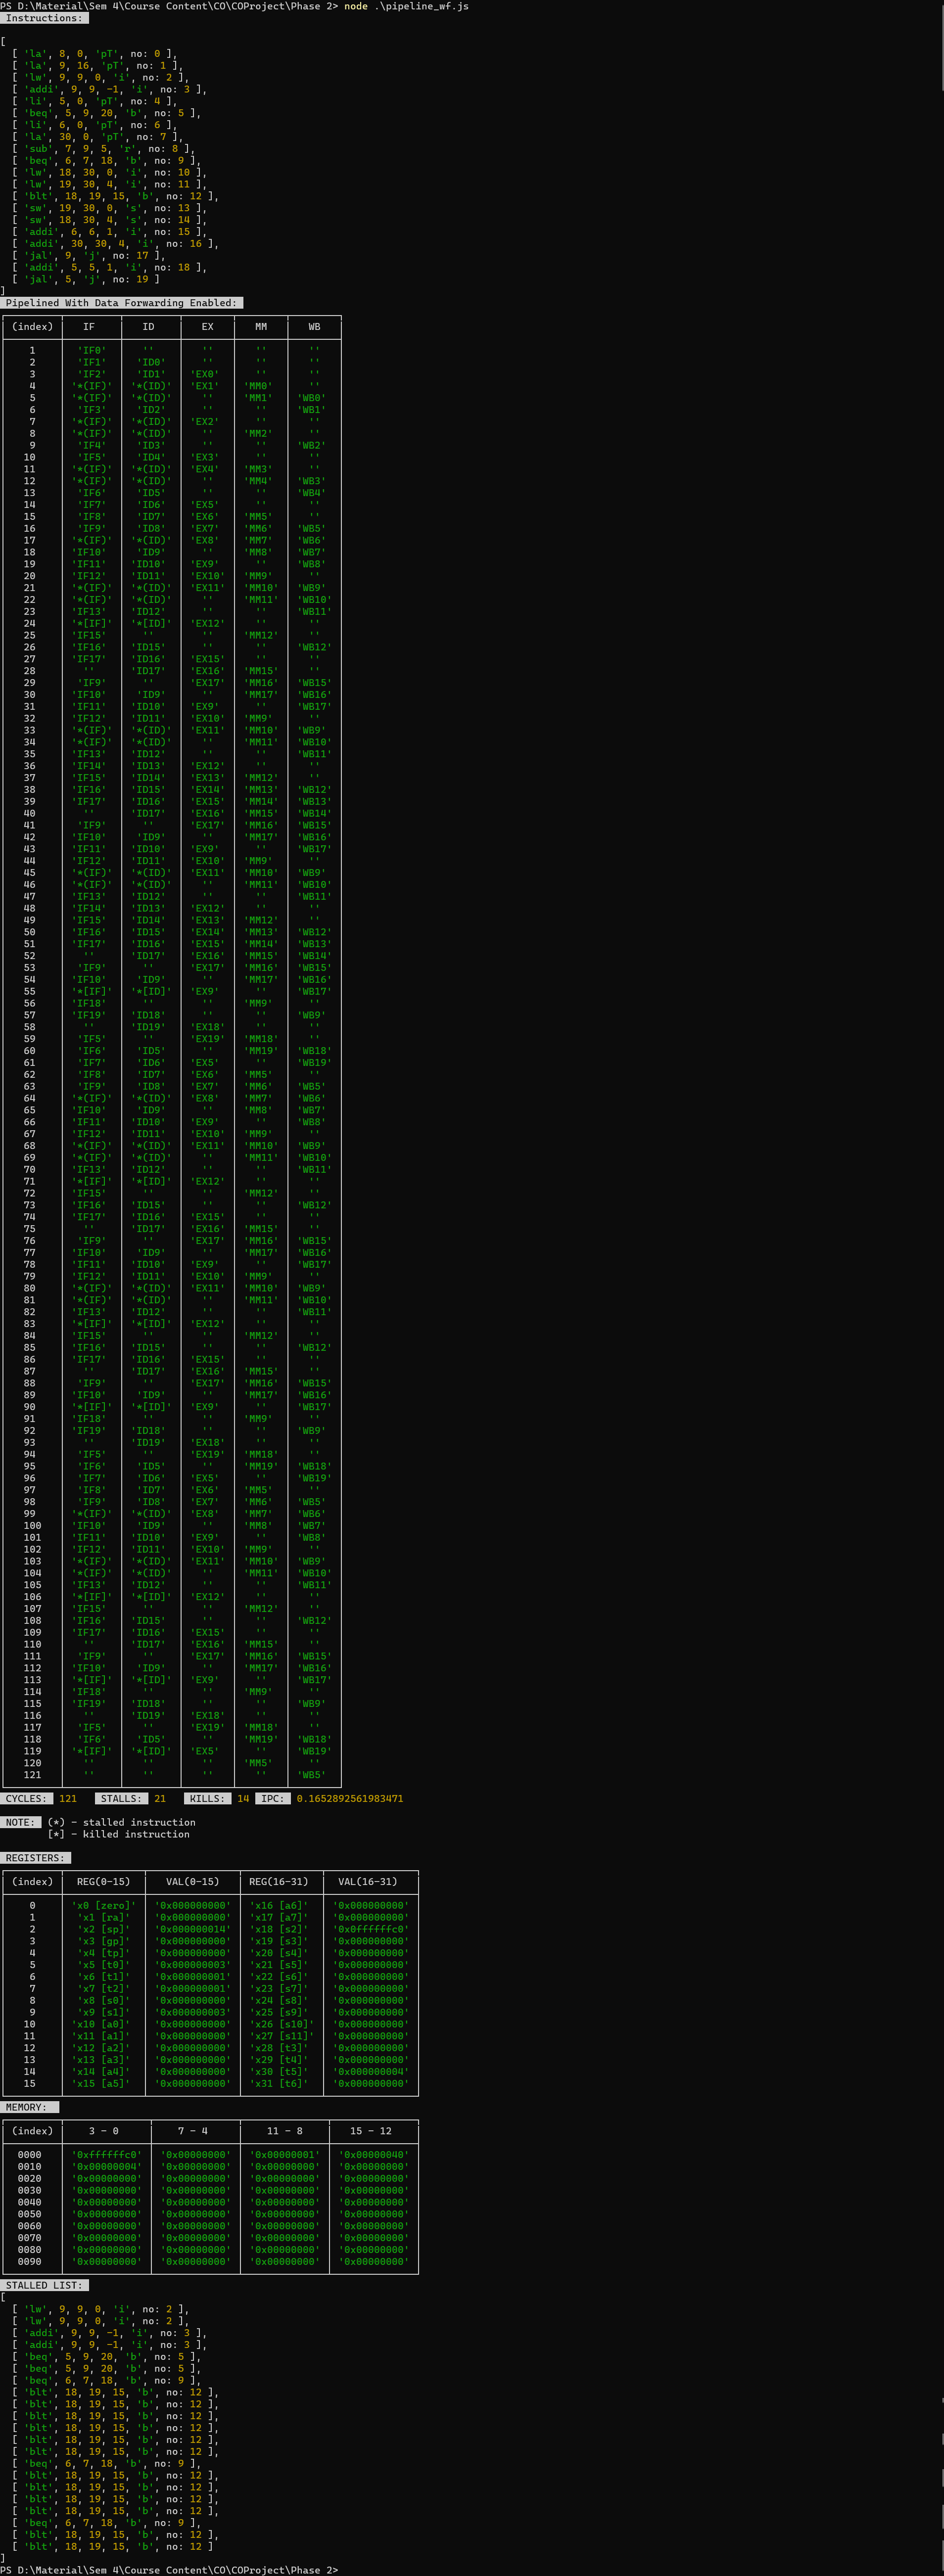 PS D:\Material\Sem 4\Course Content\CO\COProject\Phase 2> node .\pipeline_wf.js
Instructions:
[
[ 'la', 8, 0, 'pT', no: 0 ],
[ 'la', 9, 16, 'pT', no: 1 ],
[ 'lw', 9, 9, 0, 'i', no: 2 ],
[ 'addi', 9, 9, -1, 'i', no: 3 ],
[ 'li', 5, 0, 'pT', no: 4 ],
[ 'beq', 5, 9, 20, 'b', no: 5 ],
[ 'li', 6, 0, 'pT', no: 6 ],
[ 'la', 30, 0, 'pT', no: 7 ],
[ 'sub', 7, 9, 5, 'r', no: 8 ],
[ 'beq', 6, 7, 18, 'b', no: 9 ],
[ 'lw', 18, 30, 0, 'i', no: 10 ],
[ 'lw', 19, 30, 4, 'i', no: 11 ],
[ 'blt', 18, 19, 15, 'b', no: 12 ],
[ 'sw', 19, 30, 0, 's', no: 13 ],
[ 'sw', 18, 30, 4, 's', no: 14 ],
[ 'addi', 6, 6, 1, 'i', no: 15 ],
[ 'addi', 30, 30, 4, 'i', no: 16 ],
[ 'jal', 9, 'j', no: 17 ],
[ 'addi', 5, 5, 1, 'i', no: 18 ],
[ 'jal', 5, 'j', no: 19 ]
]
Pipelined With Data Forwarding Enabled:
(index) IF ID EX MM WB
1 'IF0' '' '' '' ''
2 'IF1' 'ID0' '' '' ''
3 'IF2' 'ID1' 'EX0' '' ''
4 '*(IF)' '*(ID)' 'EX1' 'MM0' ''
5 '*(IF)' '*(ID)' '' 'MM1' 'WB0'
6 'IF3' 'ID2' '' '' 'WB1'
7 '*(IF)' '*(ID)' 'EX2' '' ''
8 '*(IF)' '*(ID)' '' 'MM2' ''
9 'IF4' 'ID3' '' '' 'WB2'
10 'IF5' 'ID4' 'EX3' '' ''
11 '*(IF)' '*(ID)' 'EX4' 'MM3' ''
12 '*(IF)' '*(ID)' '' 'MM4' 'WB3'
13 'IF6' 'ID5' '' '' 'WB4'
14 'IF7' 'ID6' 'EX5' '' ''
15 'IF8' 'ID7' 'EX6' 'MM5' ''
16 'IF9' 'ID8' 'EX7' 'MM6' 'WB5'
17 '*(IF)' '*(ID)' 'EX8' 'MM7' 'WB6'
18 'IF10' 'ID9' '' 'MM8' 'WB7'
19 'IF11' 'ID10' 'EX9' '' 'WB8'
20 'IF12' 'ID11' 'EX10' 'MM9' ''
21 '*(IF)' '*(ID)' 'EX11' 'MM10' 'WB9'
22 '*(IF)' '*(ID)' '' 'MM11' 'WB10'
23 'IF13' 'ID12' '' '' 'WB11'
24 '*[IF]' '*[ID]' 'EX12' '' ''
25 'IF15' '' '' 'MM12' ''
26 'IF16' 'ID15' '' '' 'WB12'
27 'IF17' 'ID16' 'EX15' '' ''
28 '' 'ID17' 'EX16' 'MM15' ''
29 'IF9' '' 'EX17' 'MM16' 'WB15'
30 'IF10' 'ID9' '' 'MM17' 'WB16'
31 'IF11' 'ID10' 'EX9' '' 'WB17'
32 'IF12' 'ID11' 'EX10' 'MM9' ''
33 '*(IF)' '*(ID)' 'EX11' 'MM10' 'WB9'
34 '*(IF)' '*(ID)' '' 'MM11' 'WB10'
35 'IF13' 'ID12' '' '' 'WB11'
36 'IF14' 'ID13' 'EX12' '' ''
37 'IF15' 'ID14' 'EX13' 'MM12' ''
38 'IF16' 'ID15' 'EX14' 'MM13' 'WB12'
39 'IF17' 'ID16' 'EX15' 'MM14' 'WB13'
40 '' 'ID17' 'EX16' 'MM15' 'WB14'
41 'IF9' '' 'EX17' 'MM16' 'WB15'
42 'IF10' 'ID9' '' 'MM17' 'WB16'
43 'IF11' 'ID10' 'EX9' '' 'WB17'
44 'IF12' 'ID11' 'EX10' 'MM9' ''
45 '*(IF)' '*(ID)' 'EX11' 'MM10' 'WB9'
46 '*(IF)' '*(ID)' '' 'MM11' 'WB10'
47 'IF13' 'ID12' '' '' 'WB11'
48 'IF14' 'ID13' 'EX12' '' ''
49 'IF15' 'ID14' 'EX13' 'MM12' ''
50 'IF16' 'ID15' 'EX14' 'MM13' 'WB12'
51 'IF17' 'ID16' 'EX15' 'MM14' 'WB13'
52 '' 'ID17' 'EX16' 'MM15' 'WB14'
53 'IF9' '' 'EX17' 'MM16' 'WB15'
54 'IF10' 'ID9' '' 'MM17' 'WB16'
55 '*[IF]' '*[ID]' 'EX9' '' 'WB17'
56 'IF18' '' '' 'MM9' ''
57 'IF19' 'ID18' '' '' 'WB9'
58 '' 'ID19' 'EX18' '' ''
59 'IF5' '' 'EX19' 'MM18' ''
60 'IF6' 'ID5' '' 'MM19' 'WB18'
61 'IF7' 'ID6' 'EX5' '' 'WB19'
62 'IF8' 'ID7' 'EX6' 'MM5' ''
63 'IF9' 'ID8' 'EX7' 'MM6' 'WB5'
64 '*(IF)' '*(ID)' 'EX8' 'MM7' 'WB6'
65 'IF10' 'ID9' '' 'MM8' 'WB7'
66 'IF11' 'ID10' 'EX9' '' 'WB8'
67 'IF12' 'ID11' 'EX10' 'MM9' ''
68 '*(IF)' '*(ID)' 'EX11' 'MM10' 'WB9'
69 '*(IF)' '*(ID)' '' 'MM11' 'WB10'
70 'IF13' 'ID12' '' '' 'WB11'
71 '*[IF]' '*[ID]' 'EX12' '' ''
72 'IF15' '' '' 'MM12' ''
73 'IF16' 'ID15' '' '' 'WB12'
74 'IF17' 'ID16' 'EX15' '' ''
75 '' 'ID17' 'EX16' 'MM15' ''
76 'IF9' '' 'EX17' 'MM16' 'WB15'
77 'IF10' 'ID9' '' 'MM17' 'WB16'
78 'IF11' 'ID10' 'EX9' '' 'WB17'
79 'IF12' 'ID11' 'EX10' 'MM9' ''
80 '*(IF)' '*(ID)' 'EX11' 'MM10' 'WB9'
81 '*(IF)' '*(ID)' '' 'MM11' 'WB10'
82 'IF13' 'ID12' '' '' 'WB11'
83 '*[IF]' '*[ID]' 'EX12' '' ''
84 'IF15' '' '' 'MM12' ''
85 'IF16' 'ID15' '' '' 'WB12'
86 'IF17' 'ID16' 'EX15' '' ''
87 '' 'ID17' 'EX16' 'MM15' ''
88 'IF9' '' 'EX17' 'MM16' 'WB15'
89 'IF10' 'ID9' '' 'MM17' 'WB16'
90 '*[IF]' '*[ID]' 'EX9' '' 'WB17'
91 'IF18' '' '' 'MM9' ''
92 'IF19' 'ID18' '' '' 'WB9'
93 '' 'ID19' 'EX18' '' ''
94 'IF5' '' 'EX19' 'MM18' ''
95 'IF6' 'ID5' '' 'MM19' 'WB18'
96 'IF7' 'ID6' 'EX5' '' 'WB19'
97 'IF8' 'ID7' 'EX6' 'MM5' ''
98 'IF9' 'ID8' 'EX7' 'MM6' 'WB5'
99 '*(IF)' '*(ID)' 'EX8' 'MM7' 'WB6'
100 'IF10' 'ID9' '' 'MM8' 'WB7'
101 'IF11' 'ID10' 'EX9' '' 'WB8'
102 'IF12' 'ID11' 'EX10' 'MM9' ''
103 '*(IF)' '*(ID)' 'EX11' 'MM10' 'WB9'
104 '*(IF)' '*(ID)' '' 'MM11' 'WB10'
105 'IF13' 'ID12' '' '' 'WB11'
106 '*[IF]' '*[ID]' 'EX12' '' ''
107 'IF15' '' '' 'MM12' ''
108 'IF16' 'ID15' '' '' 'WB12'
109 'IF17' 'ID16' 'EX15' '' ''
110 '' 'ID17' 'EX16' 'MM15' ''
111 'IF9' '' 'EX17' 'MM16' 'WB15'
112 'IF10' 'ID9' '' 'MM17' 'WB16'
113 '*[IF]' '*[ID]' 'EX9' '' 'WB17'
114 'IF18' '' '' 'MM9' ''
115 'IF19' 'ID18' '' '' 'WB9'
116 '' 'ID19' 'EX18' '' ''
117 'IF5' '' 'EX19' 'MM18' ''
118 'IF6' 'ID5' '' 'MM19' 'WB18'
119 '*[IF]' '*[ID]' 'EX5' '' 'WB19'
120 '' '' '' 'MM5' ''
121 '' '' '' '' 'WB5'
CYCLES: 121 STALLS: 21 KILLS: 14 IPC: 0.1652892561983471
NOTE: (*) - stalled instruction
[*] - killed instruction
REGISTERS:
(index) REG(0-15) VAL(0-15) REG(16-31) VAL(16-31)
0 'x0 [zero]' '0x000000000' 'x16 [a6]' '0x000000000'
1 'x1 [ra]' '0x000000000' 'x17 [a7]' '0x000000000'
2 'x2 [sp]' '0x000000014' 'x18 [s2]' '0x0ffffffc0'
3 'x3 [gp]' '0x000000000' 'x19 [s3]' '0x000000000'
4 'x4 [tp]' '0x000000000' 'x20 [s4]' '0x000000000'
5 'x5 [t0]' '0x000000003' 'x21 [s5]' '0x000000000'
6 'x6 [t1]' '0x000000001' 'x22 [s6]' '0x000000000'
7 'x7 [t2]' '0x000000001' 'x23 [s7]' '0x000000000'
8 'x8 [s0]' '0x000000000' 'x24 [s8]' '0x000000000'
9 'x9 [s1]' '0x000000003' 'x25 [s9]' '0x000000000'
10 'x10 [a0]' '0x000000000' 'x26 [s10]' '0x000000000'
11 'x11 [a1]' '0x000000000' 'x27 [s11]' '0x000000000'
12 'x12 [a2]' '0x000000000' 'x28 [t3]' '0x000000000'
13 'x13 [a3]' '0x000000000' 'x29 [t4]' '0x000000000'
14 'x14 [a4]' '0x000000000' 'x30 [t5]' '0x000000004'
15 'x15 [a5]' '0x000000000' 'x31 [t6]' '0x000000000'
MEMORY:
(index) 3 - 0 7 - 4 11 - 8 15 - 12
0000 '0xffffffc0' '0x00000000' '0x00000001' '0x00000040'
0010 '0x00000004' '0x00000000' '0x00000000' '0x00000000'
0020 '0x00000000' '0x00000000' '0x00000000' '0x00000000'
0030 '0x00000000' '0x00000000' '0x00000000' '0x00000000'
0040 '0x00000000' '0x00000000' '0x00000000' '0x00000000'
0050 '0x00000000' '0x00000000' '0x00000000' '0x00000000'
0060 '0x00000000' '0x00000000' '0x00000000' '0x00000000'
0070 '0x00000000' '0x00000000' '0x00000000' '0x00000000'
0080 '0x00000000' '0x00000000' '0x00000000' '0x00000000'
0090 '0x00000000' '0x00000000' '0x00000000' '0x00000000'
STALLED LIST:
[
[ 'lw', 9, 9, 0, 'i', no: 2 ],
[ 'lw', 9, 9, 0, 'i', no: 2 ],
[ 'addi', 9, 9, -1, 'i', no: 3 ],
[ 'addi', 9, 9, -1, 'i', no: 3 ],
[ 'beq', 5, 9, 20, 'b', no: 5 ],
[ 'beq', 5, 9, 20, 'b', no: 5 ],
[ 'beq', 6, 7, 18, 'b', no: 9 ],
[ 'blt', 18, 19, 15, 'b', no: 12 ],
[ 'blt', 18, 19, 15, 'b', no: 12 ],
[ 'blt', 18, 19, 15, 'b', no: 12 ],
[ 'blt', 18, 19, 15, 'b', no: 12 ],
[ 'blt', 18, 19, 15, 'b', no: 12 ],
[ 'blt', 18, 19, 15, 'b', no: 12 ],
[ 'beq', 6, 7, 18, 'b', no: 9 ],
[ 'blt', 18, 19, 15, 'b', no: 12 ],
[ 'blt', 18, 19, 15, 'b', no: 12 ],
[ 'blt', 18, 19, 15, 'b', no: 12 ],
[ 'blt', 18, 19, 15, 'b', no: 12 ],
[ 'beq', 6, 7, 18, 'b', no: 9 ],
[ 'blt', 18, 19, 15, 'b', no: 12 ],
[ 'blt', 18, 19, 15, 'b', no: 12 ]
]
PS D:\Material\Sem 4\Course Content\CO\COProject\Phase 2>